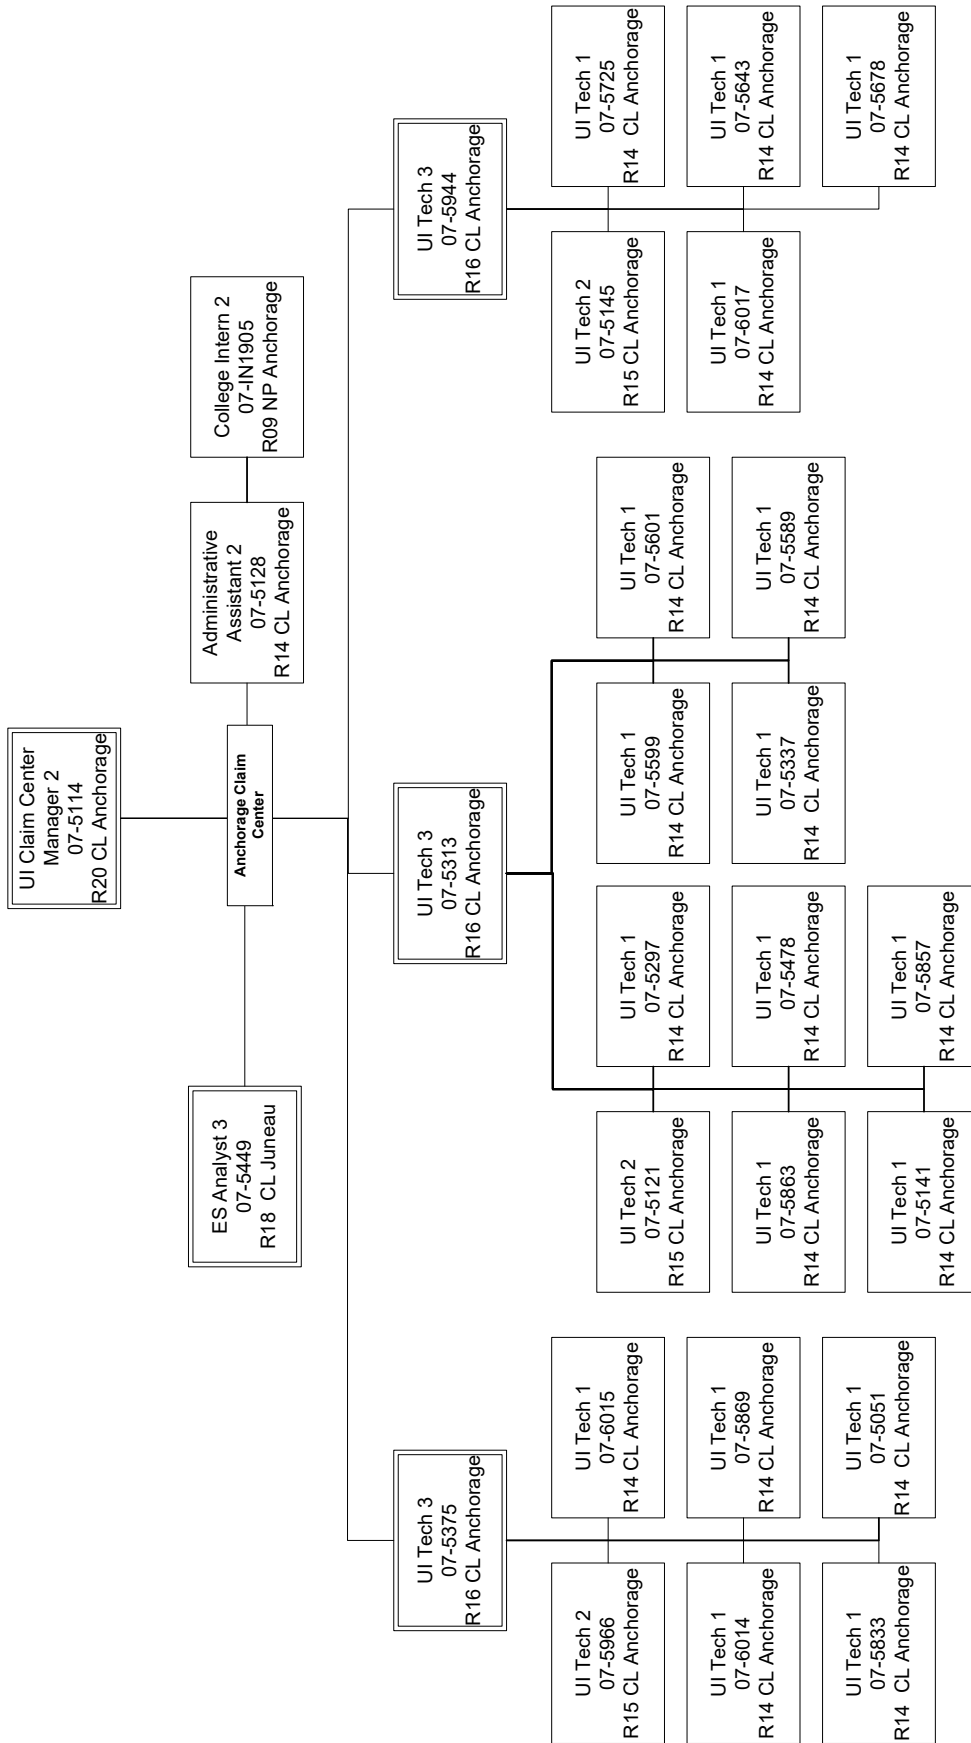 UI Claim Center
Manager 2
07-5114
R20 CL Anchorage
ES Analyst 3
07-5449
R18  CL Juneau
Anchorage Claim
Center
Administrative
Assistant 2
07-5128
R14 CL Anchorage
College Intern 2
07-IN1905
R09 NP Anchorage
UI Tech 3
07-5375
R16 CL Anchorage
UI Tech 3
07-5313
R16 CL Anchorage
UI Tech 3
07-5944
R16 CL Anchorage
UI Tech 2
07-5966
R15 CL Anchorage
UI Tech 1
07-6015
R14 CL Anchorage
UI Tech 1
07-6014
R14 CL Anchorage
UI Tech 1
07-5869
R14 CL Anchorage
UI Tech 1
07-5833
R14  CL Anchorage
UI Tech 1
07-5051
R14  CL Anchorage
UI Tech 2
07-5121
R15 CL Anchorage
UI Tech 1
07-5297
R14 CL Anchorage
UI Tech 1
07-5863
R14 CL Anchorage
UI Tech 1
07-5478
R14 CL Anchorage
UI Tech 1
07-5141
R14 CL Anchorage
UI Tech 1
07-5857
R14 CL Anchorage
UI Tech 1
07-5599
R14 CL Anchorage
UI Tech 1
07-5601
R14 CL Anchorage
UI Tech 1
07-5337
R14  CL Anchorage
UI Tech 1
07-5589
R14 CL Anchorage
UI Tech 2
07-5145
R15 CL Anchorage
UI Tech 1
07-5725
R14  CL Anchorage
UI Tech 1
07-6017
R14 CL Anchorage
UI Tech 1
07-5643
R14 CL Anchorage
UI Tech 1
07-5678
R14 CL Anchorage